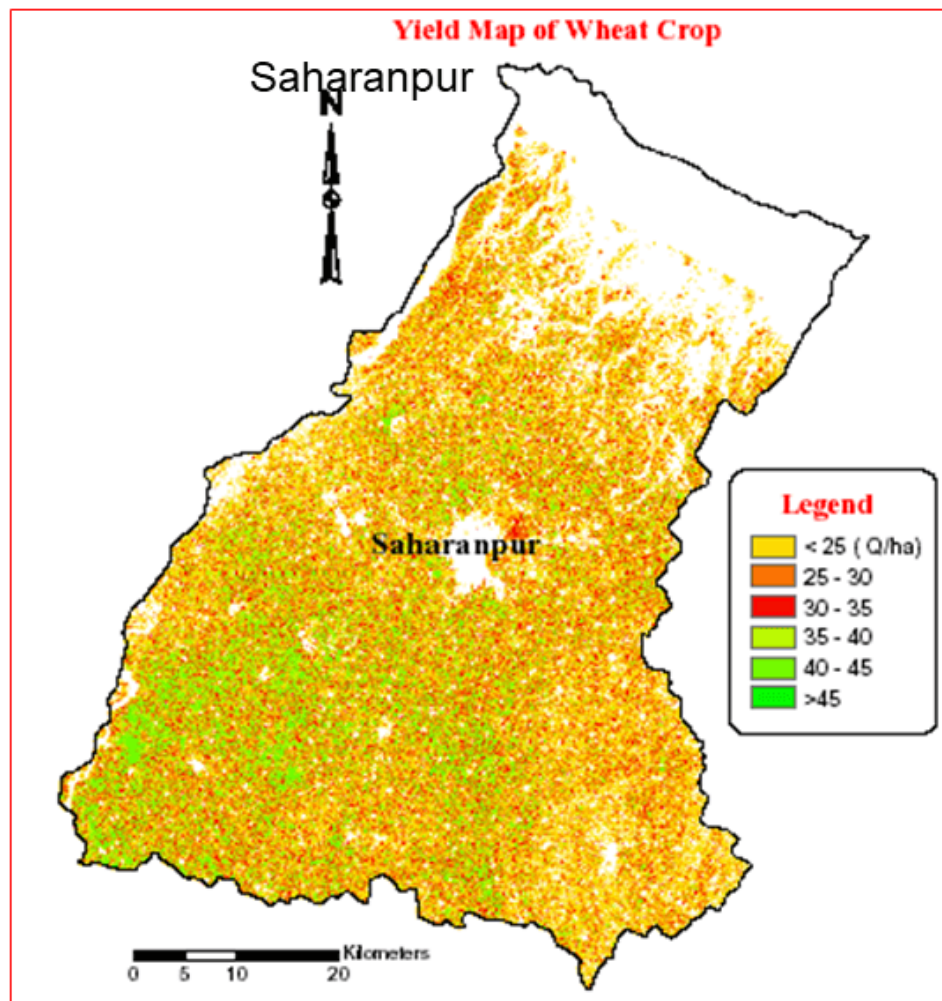 Yield Map of Wheat Crop
Saharanpur
N
Saharanpur
Legend
< 25 ( Q/ha)
25 - 30
30 - 35
35 - 40
40 - 45
>45
Kilometers
0 5 10 20